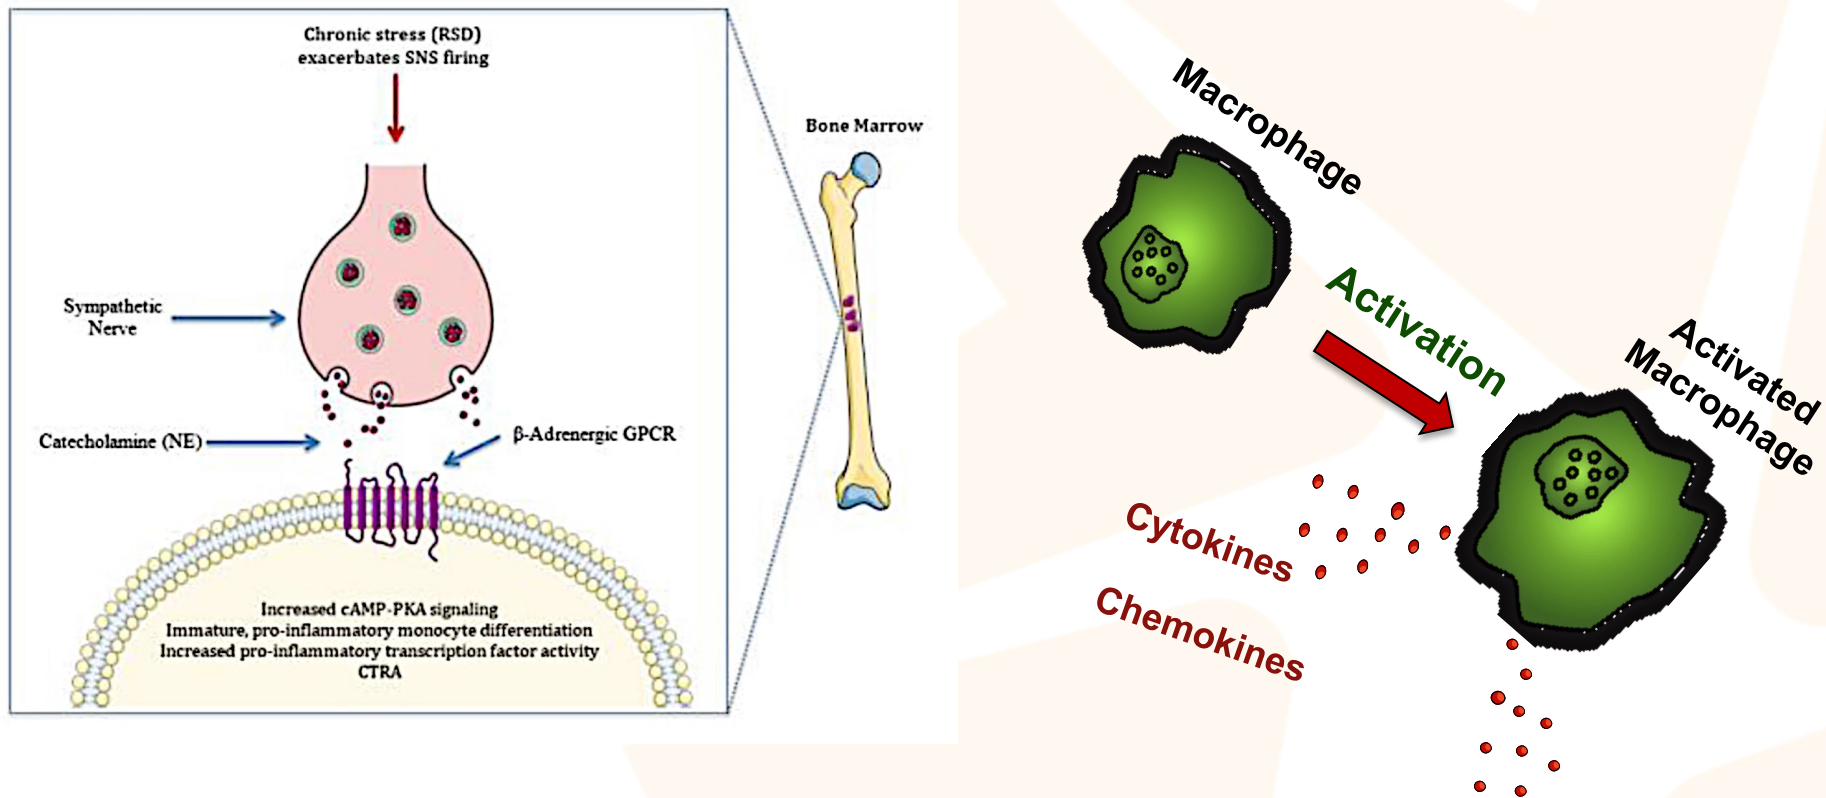 Chronic stress (RSD)
exacerbates SNS firing
Bone Marrow
Sympathetic
Nerve
Catecholamine (NE)
β-Adrenergic GPCR
Increased cAMP-PKA signaling
Immature, pro-inflammatory monocyte differentiation
Increased pro-inflammatory transcription factor activity
CTRA
Macrophage
Activation
Activated
Macrophage
Cytokines
Chemokines